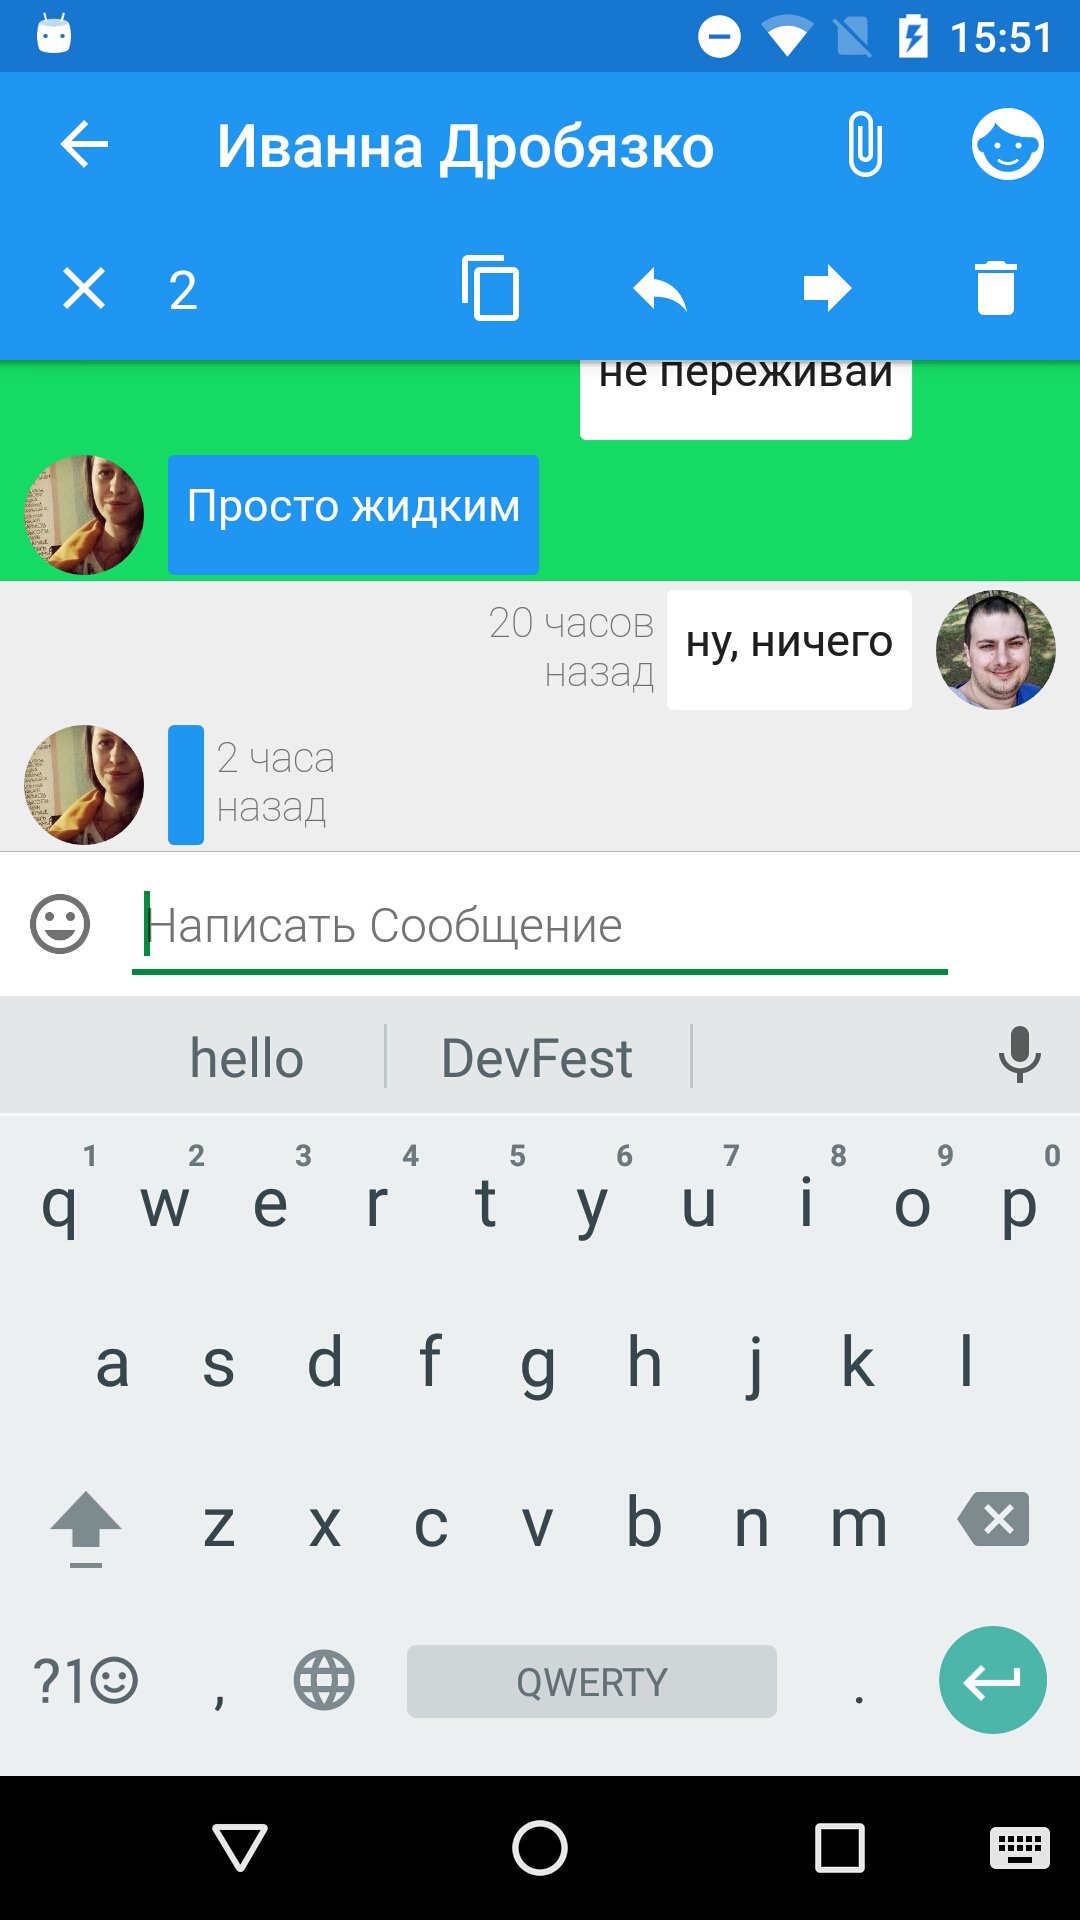 15:51
Иванна Дробязко
2
не переживай
Просто жидким
20 часов
назад
ну, ничего
2 часа
назад
Написать Сообщение
hello DevFest
1 2 3 4 5 6 7 8 9 0
q w e r t y u i o p
a s d f g h j k l
z x c v b n m
?1 , QWERTY .